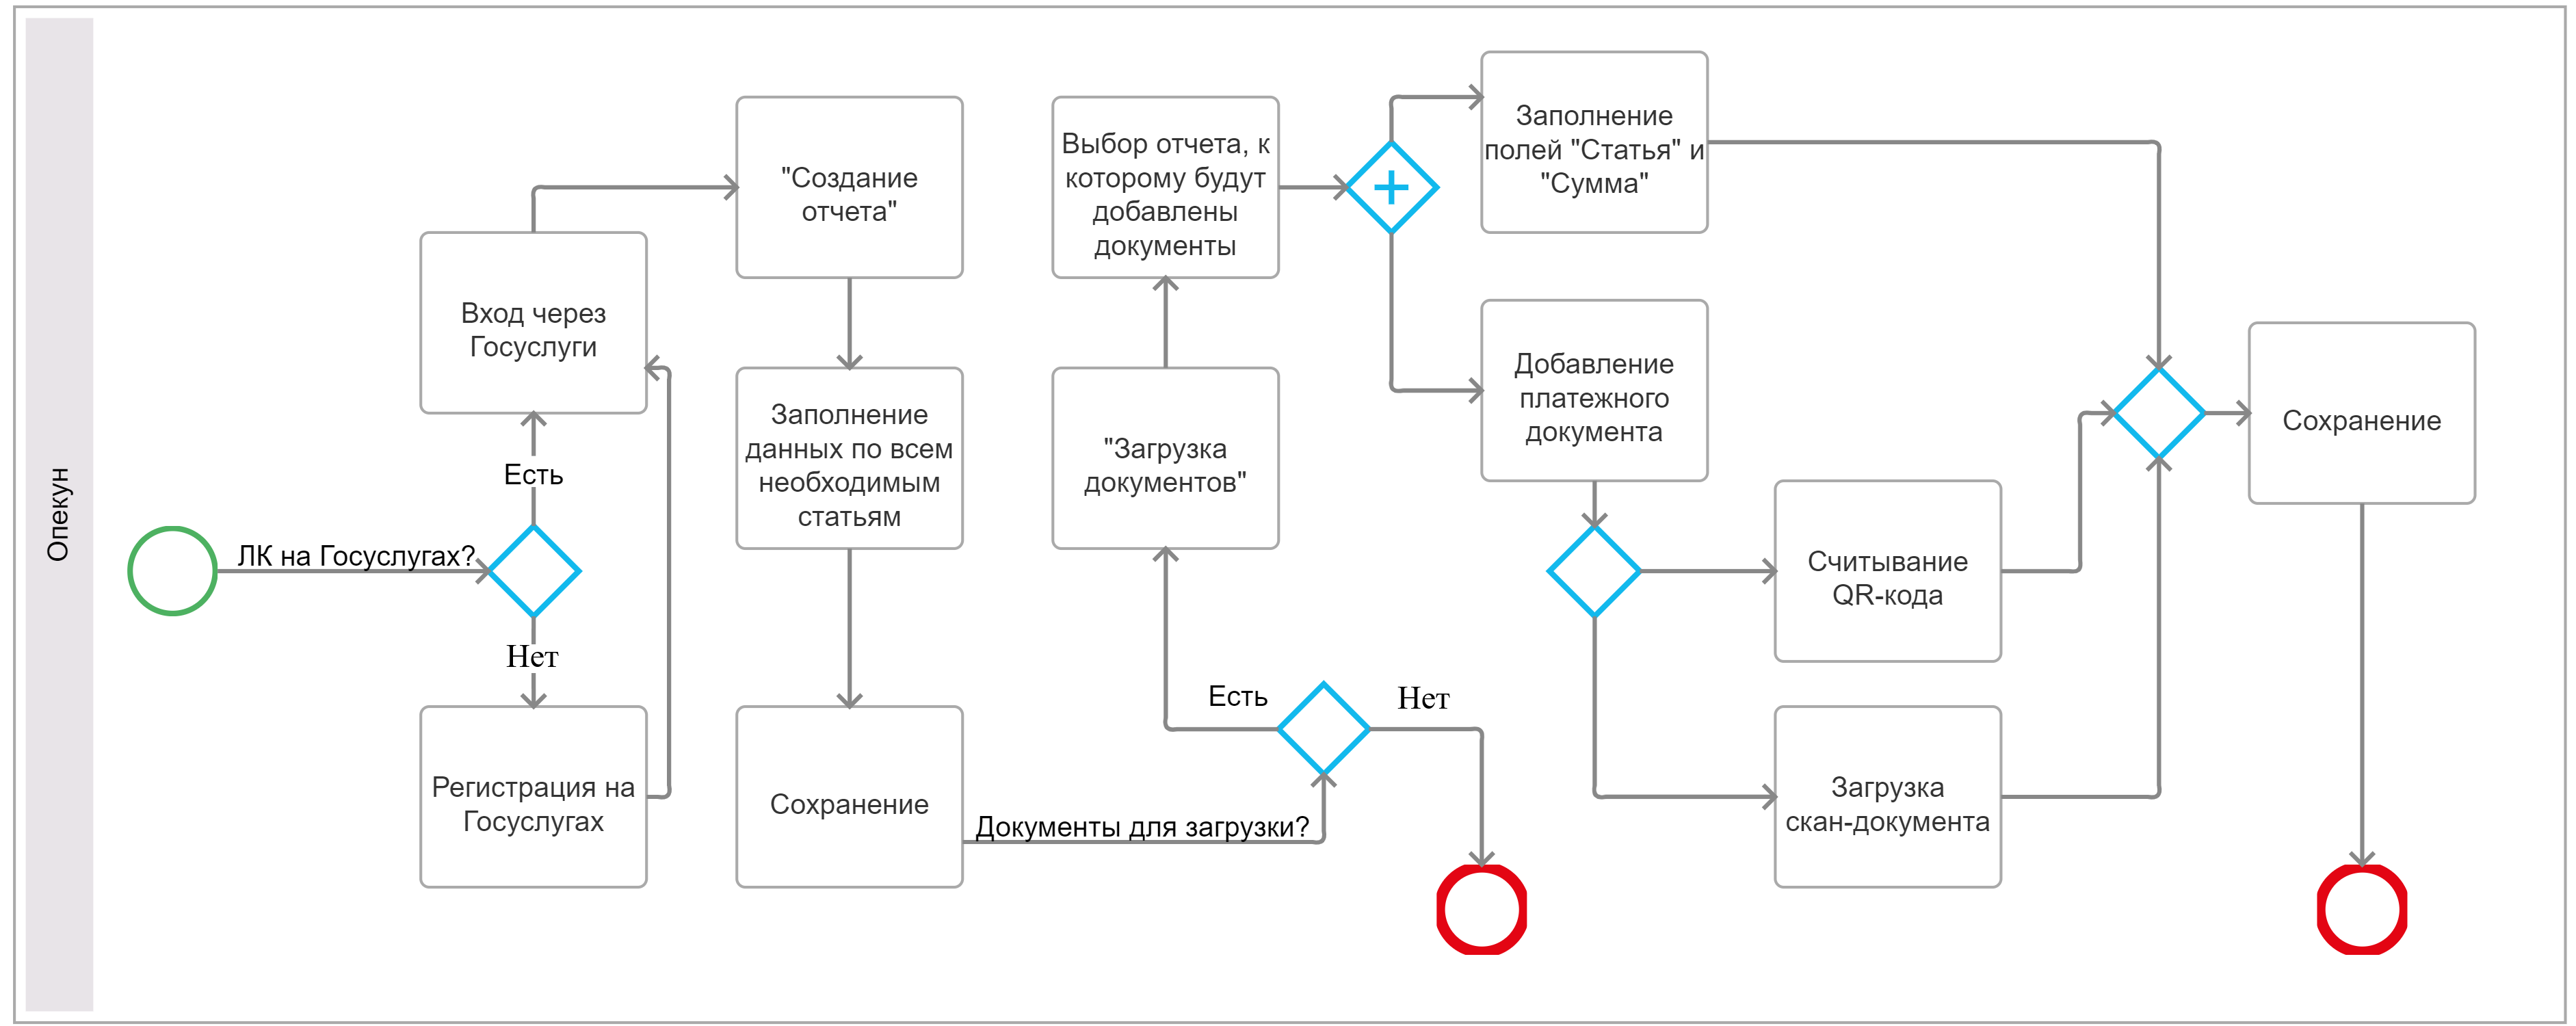 Опекун
ЛК на Госуслугах?
Есть
Нет
Вход через
Госуслуги
Регистрация на
Госуслугах
"Создание
отчета"
Заполнение
данных по всем
необходимым
статьям
Сохранение
Документы для загрузки?
Есть
Нет
"Загрузка
документов"
Выбор отчета, к
которому будут
добавлены
документы
Заполнение
полей "Статья" и
"Сумма"
Добавление
платежного
документа
Считывание
QR-кода
Загрузка
скан-документа
Сохранение